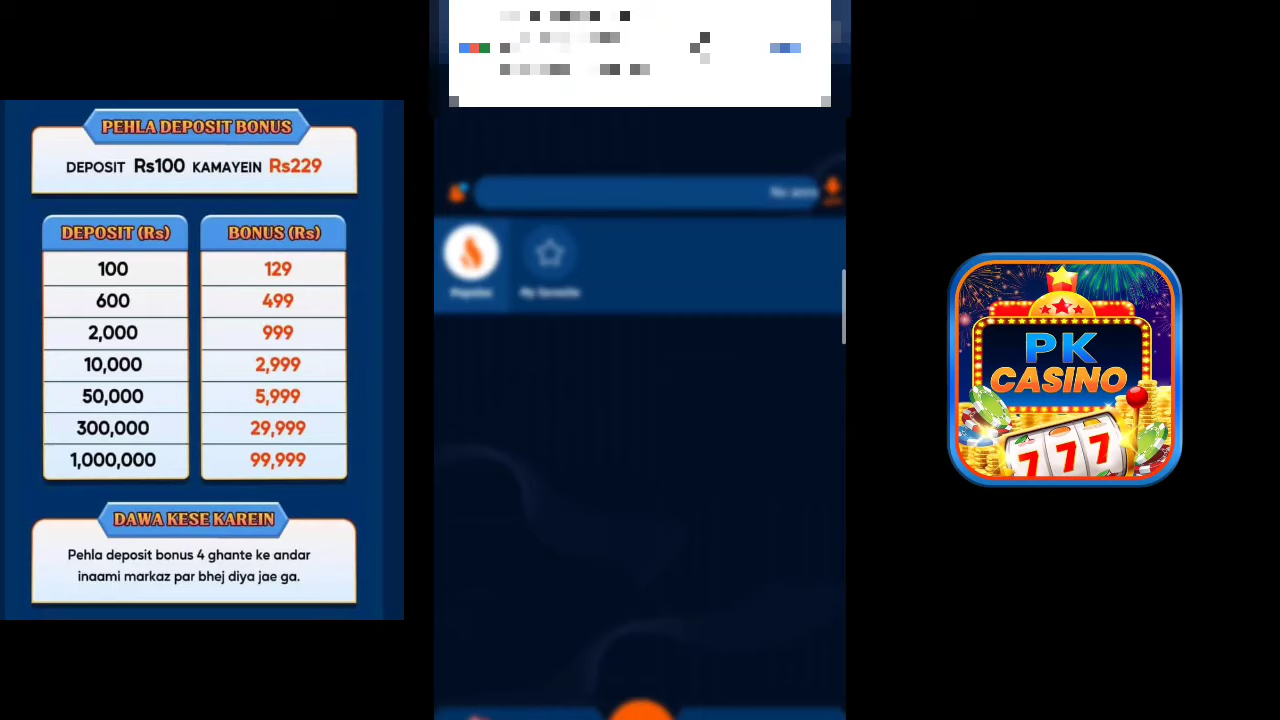 PEHLA DEPOSIT BONUS
DEPOSIT Rs100 KAMAYEIN Rs229
DEPOSIT (Rs) BONUS (Rs)
100 129
600 499
2,000 999
10,000 2,999
50,000 5,999
300,000 29,999
1,000,000 99,999
DAWA KESE KAREIN
Pehla deposit bonus 4 ghante ke andar
inaami markaz par bhej diya jae ga.
PK
CASINO
777